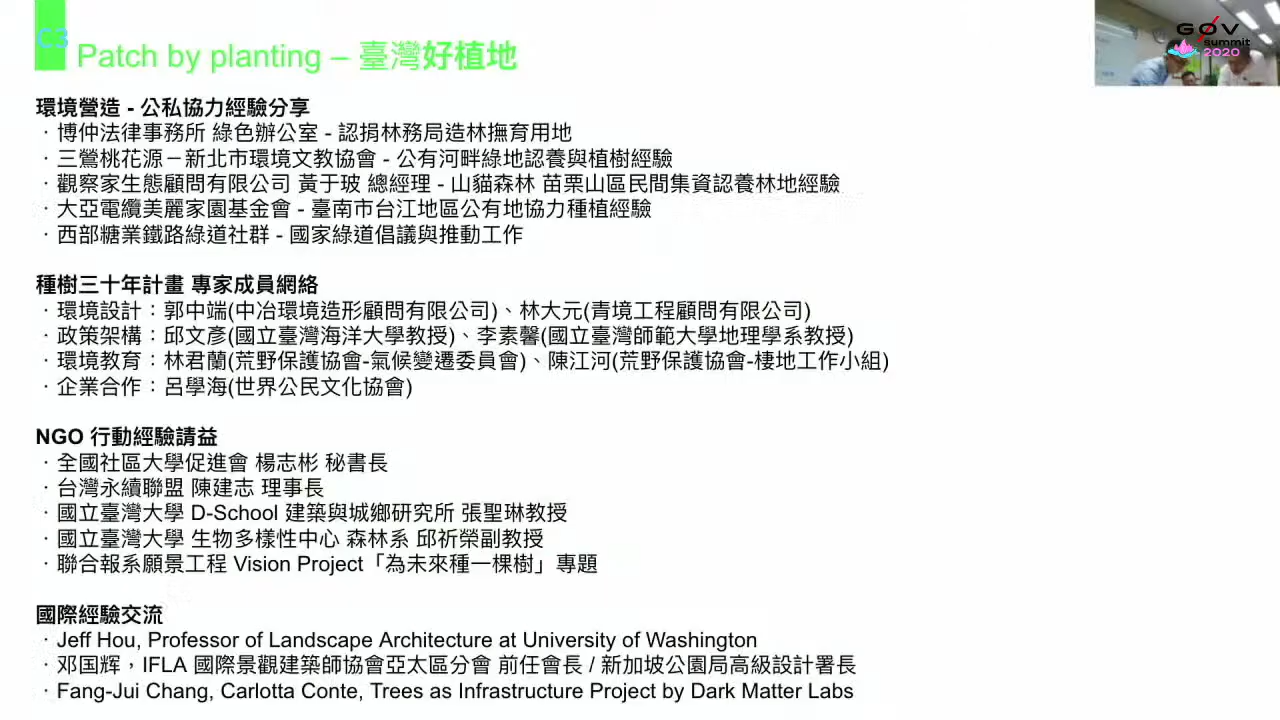 C3
Patch by planting – 臺灣好植地
GØV
summit
2020
環境營造 - 公私協力經驗分享
· 博仲法律事務所 綠色辦公室 - 認捐林務局造林撫育用地
· 三鶯桃花源－新北市環境文教協會 - 公有河畔綠地認養與植樹經驗
· 觀察家生態顧問有限公司 黃于玻 總經理 - 山貓森林 苗栗山區民間集資認養林地經驗
· 大亞電纜美麗家園基金會 - 臺南市台江地區公有地協力種植經驗
· 西部糖業鐵路綠道社群 - 國家綠道倡議與推動工作
種樹三十年計畫 專家成員網絡
· 環境設計：郭中端(中冶環境造形顧問有限公司)、林大元(青境工程顧問有限公司)
· 政策架構：邱文彥(國立臺灣海洋大學教授)、李素馨(國立臺灣師範大學地理學系教授)
· 環境教育：林君蘭(荒野保護協會-氣候變遷委員會)、陳江河(荒野保護協會-棲地工作小組)
· 企業合作：呂學海(世界公民文化協會)
NGO 行動經驗請益
· 全國社區大學促進會 楊志彬 秘書長
· 台灣永續聯盟 陳建志 理事長
· 國立臺灣大學 D-School 建築與城鄉研究所 張聖琳教授
· 國立臺灣大學 生物多樣性中心 森林系 邱祈榮副教授
· 聯合報系願景工程 Vision Project「為未來種一棵樹」專題
國際經驗交流
· Jeff Hou, Professor of Landscape Architecture at University of Washington
· 邓国辉，IFLA 國際景觀建築師協會亞太區分會 前任會長 / 新加坡公園局高級設計署長
· Fang-Jui Chang, Carlotta Conte, Trees as Infrastructure Project by Dark Matter Labs